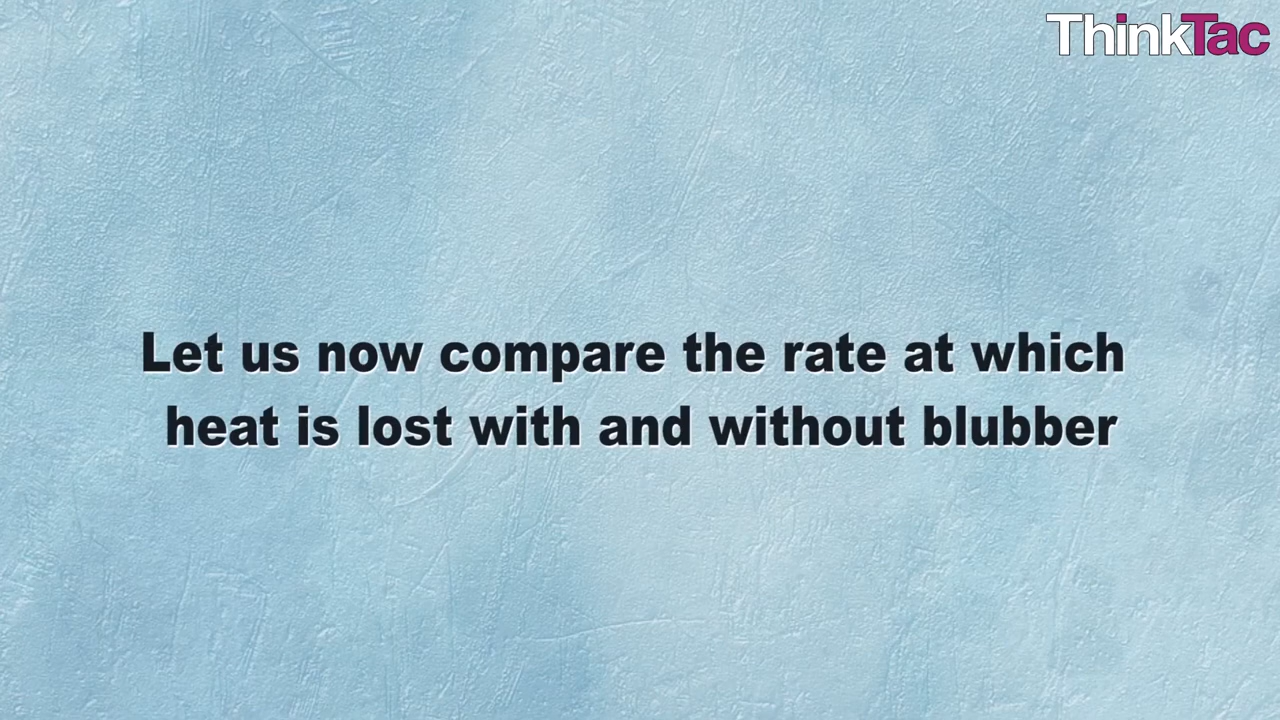 ThinkTac
Let us now compare the rate at which
heat is lost with and without blubber